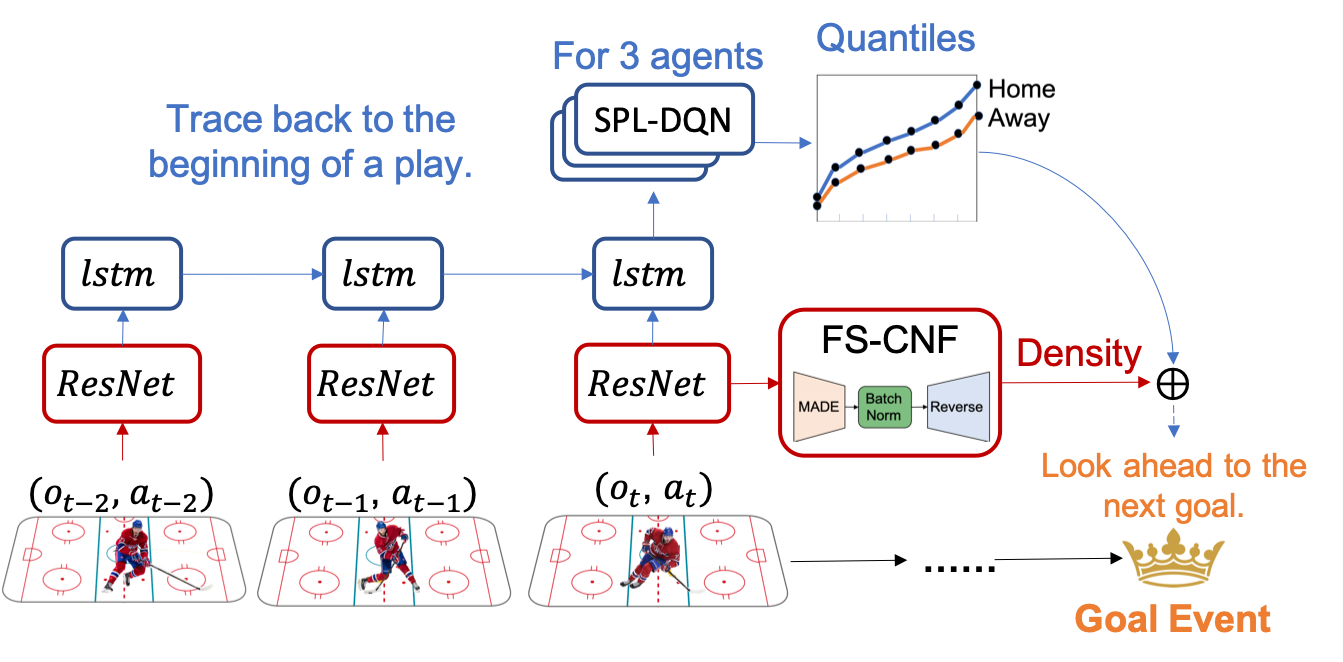 For 3 agents
Quantiles
SPL-DQN
Home
Away
Trace back to the
beginning of a play.
lstm
lstm
lstm
ResNet
ResNet
ResNet
FS-CNF
MADE
Batch
Norm
Reverse
Density
⊕
(o_{t-2}, a_{t-2})
(o_{t-1}, a_{t-1})
(o_t, a_t)
Look ahead to the
next goal.
......
Goal Event